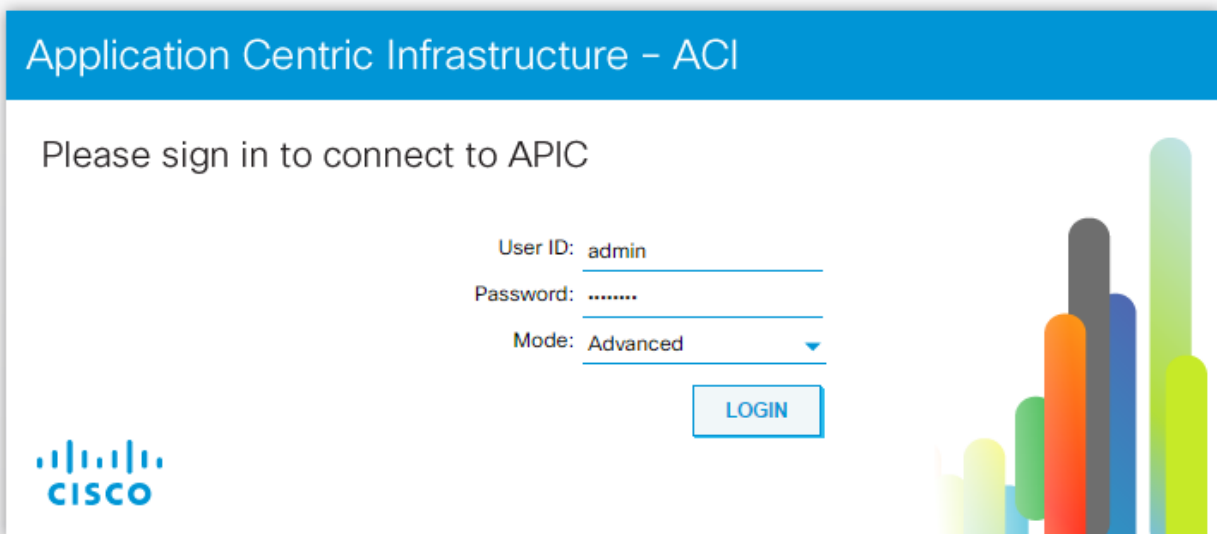 Application Centric Infrastructure – ACI
Please sign in to connect to APIC
User ID: admin
Password: ••••••••
Mode: Advanced
LOGIN
CISCO